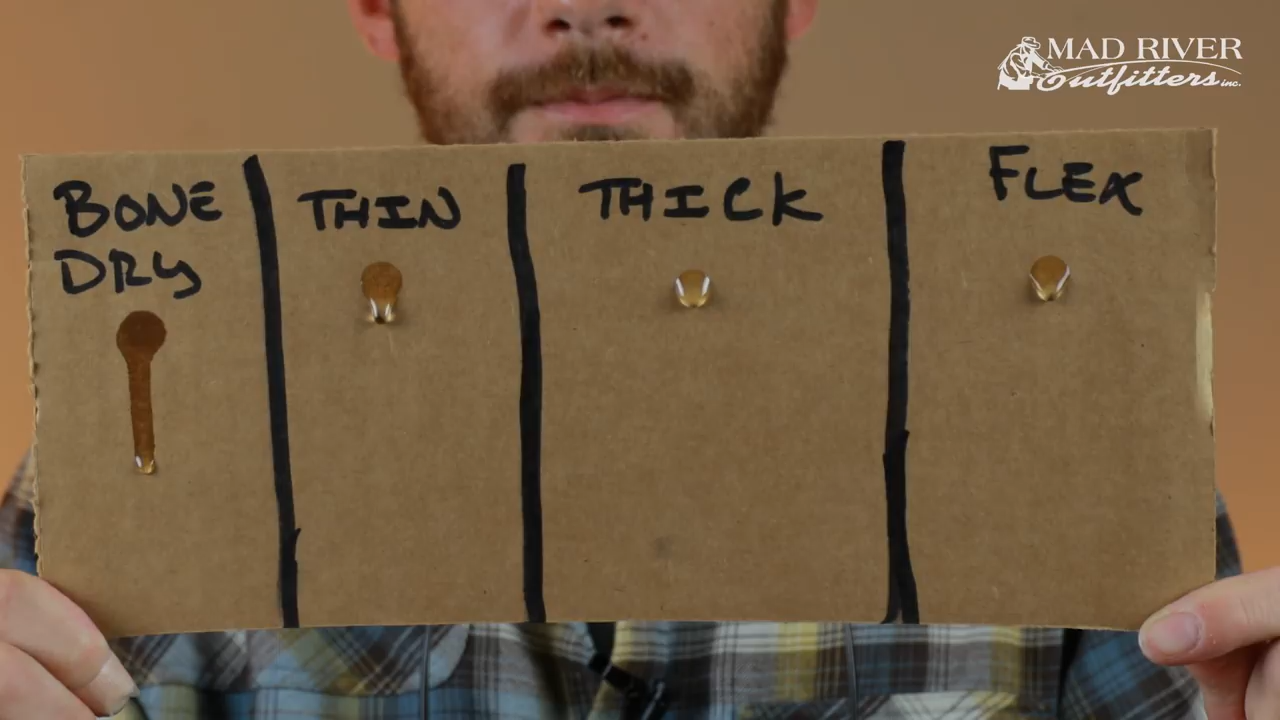 MAD RIVER
Outfitters inc.
BONE
DRY
THIN
THICK
FLEX